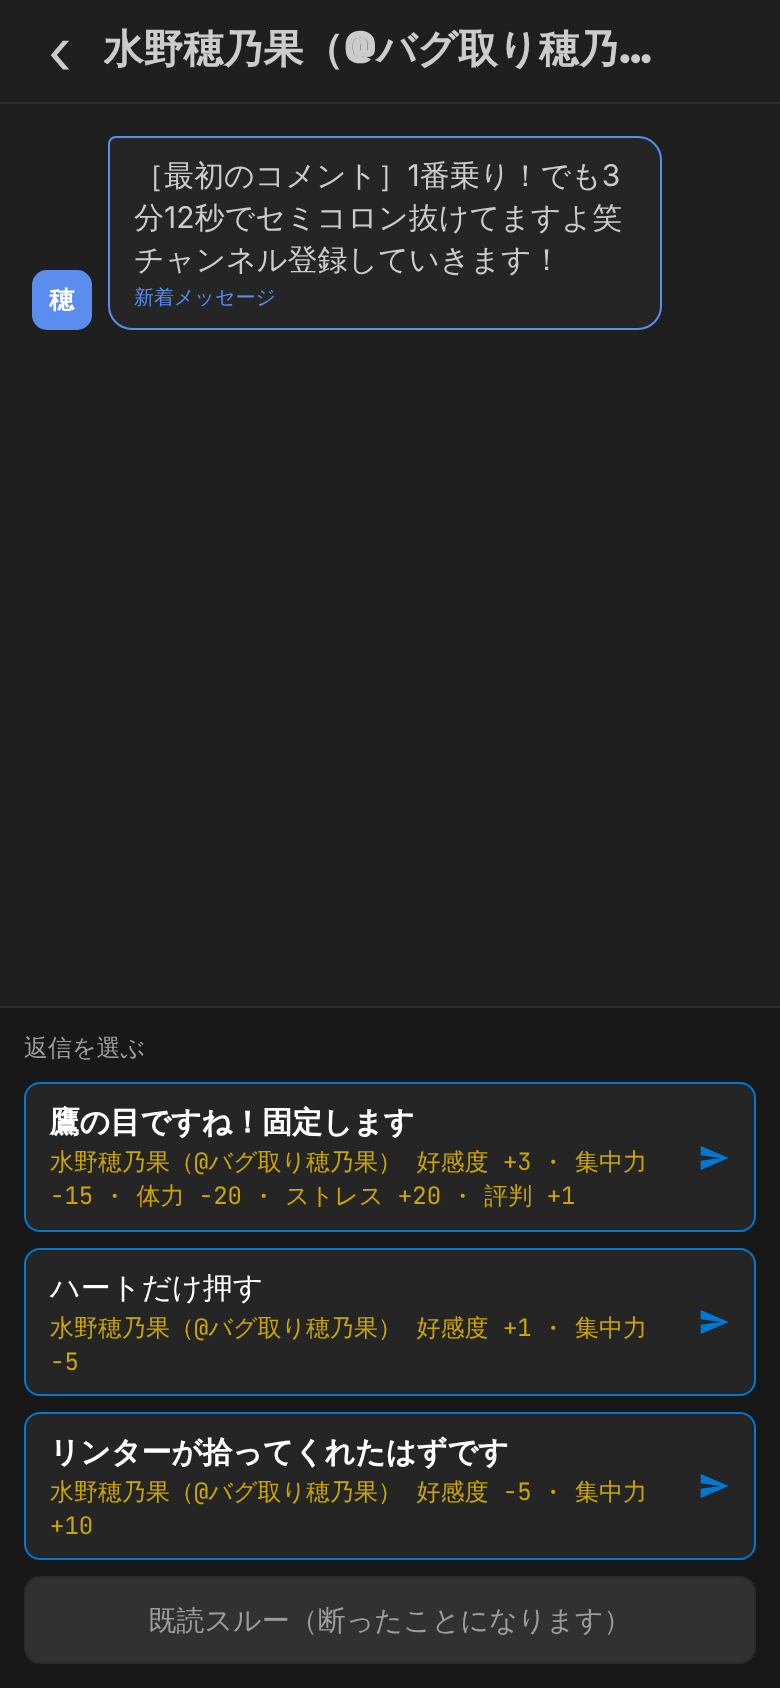 水野穂乃果（@バグ取り穂乃…
［最初のコメント］1番乗り！でも3
分12秒でセミコロン抜けてますよ笑
チャンネル登録していきます！
新着メッセージ
穂
返信を選ぶ
鷹の目ですね！固定します
水野穂乃果（@バグ取り穂乃果） 好感度 +3 ・ 集中力
-15 ・ 体力 -20 ・ ストレス +20 ・ 評判 +1
ハートだけ押す
水野穂乃果（@バグ取り穂乃果） 好感度 +1 ・ 集中力
-5
リンターが拾ってくれたはずです
水野穂乃果（@バグ取り穂乃果） 好感度 -5 ・ 集中力
+10
既読スルー（断ったことになります）